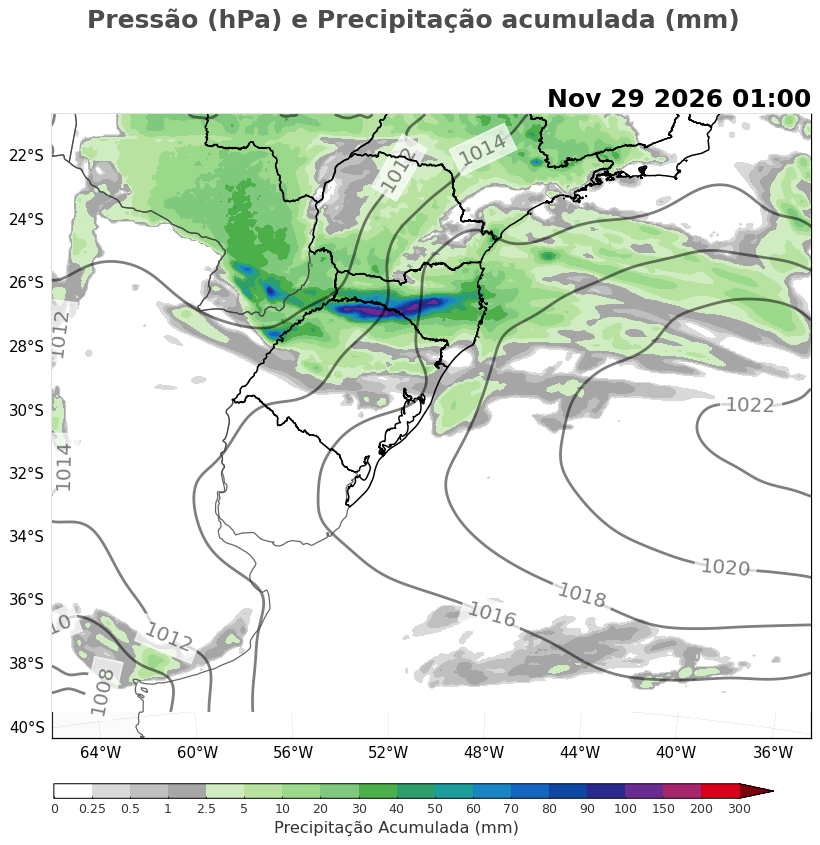 Pressão (hPa) e Precipitação acumulada (mm)
Nov 29 2026 01:00
22°S
24°S
26°S
28°S
30°S
32°S
34°S
36°S
38°S
40°S
1012
1014
1012
1014
1022
1020
1018
1016
1012
10
1008
64°W 60°W 56°W 52°W 48°W 44°W 40°W 36°W
0 0.25 0.5 1 2.5 5 10 20 30 40 50 60 70 80 90 100 150 200 300
Precipitação Acumulada (mm)